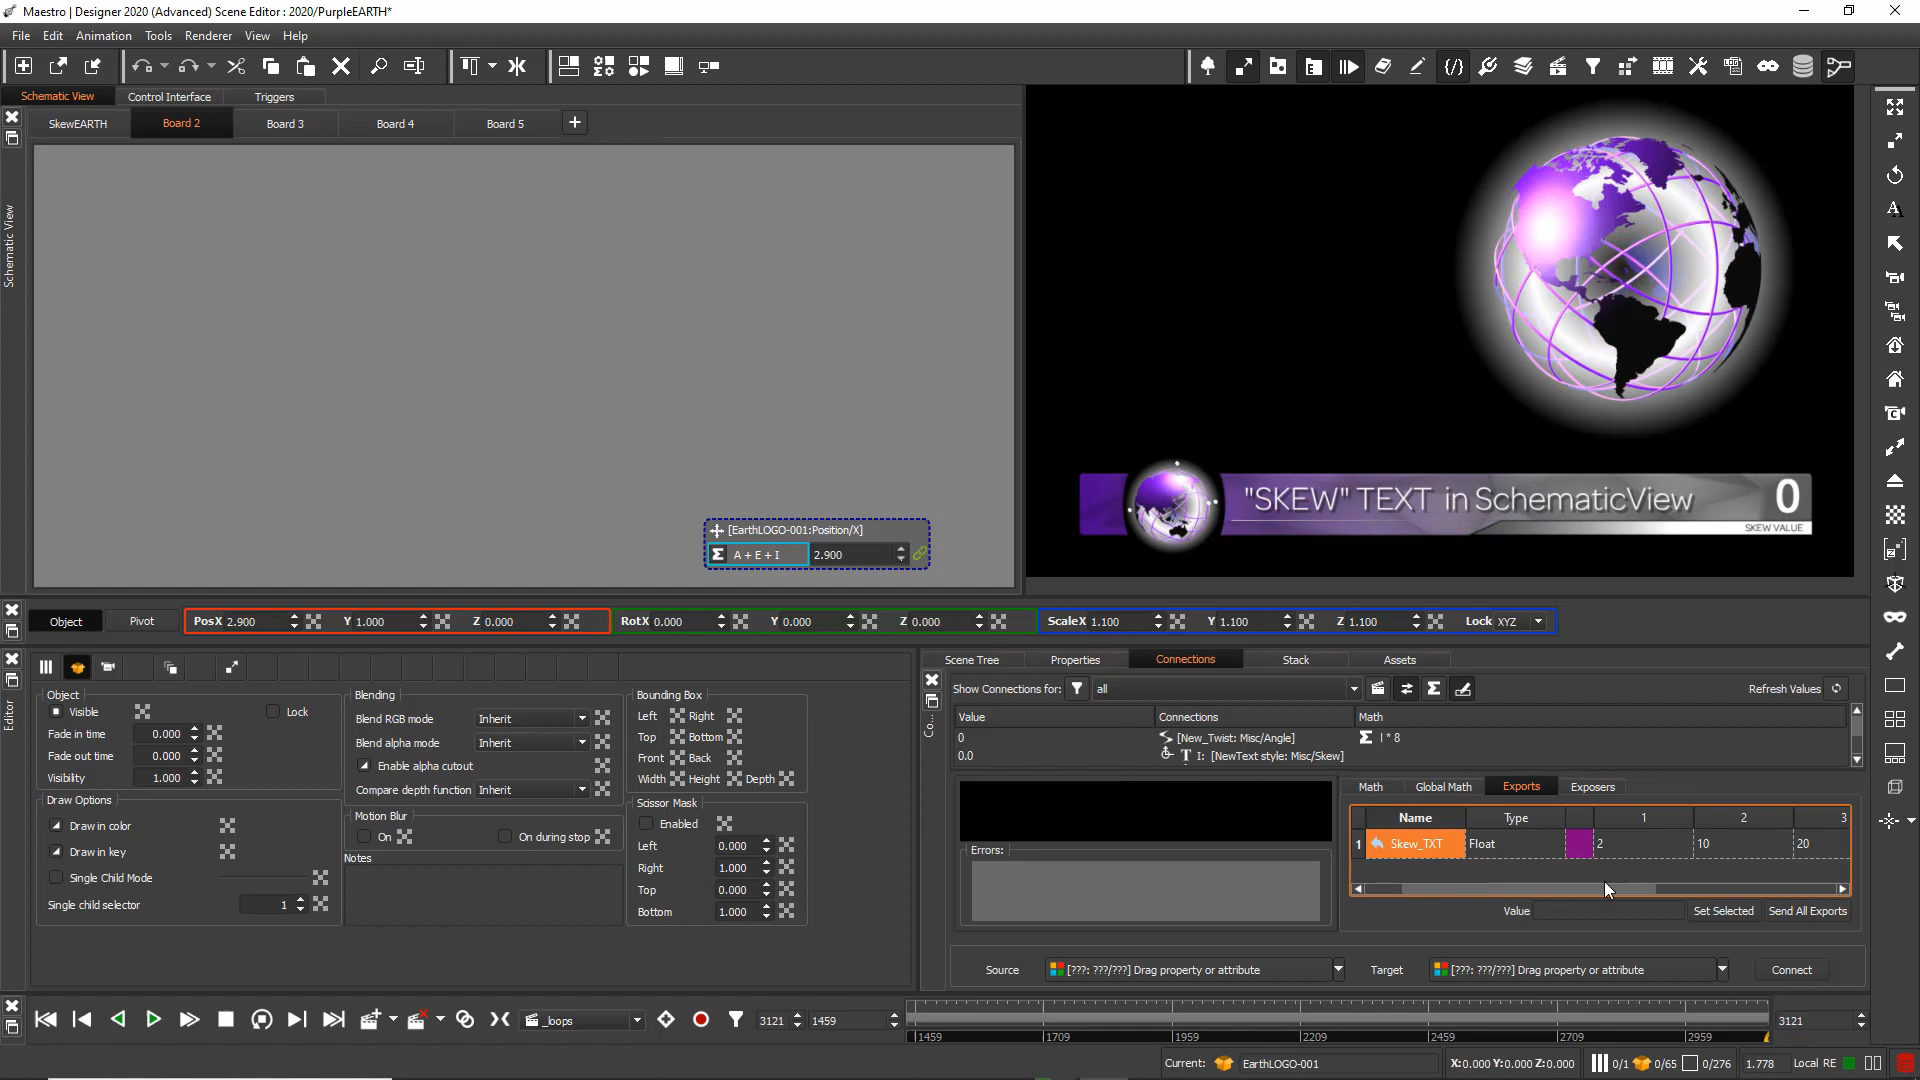 Maestro | Designer 2020 (Advanced) Scene Editor : 2020/PurpleEARTH*
File Edit Animation Tools Renderer View Help
Schematic View Control Interface Triggers
SkewEARTH Board 2 Board 3 Board 4 Board 5 +
Schematic View
[EarthLOGO-001:Position/X]
Σ A + E + I 2.900
"SKEW" TEXT in SchematicView 0
SKEW VALUE
Object Pivot PosX 2.900 Y 1.000 Z 0.000 RotX 0.000 Y 0.000 Z 0.000 ScaleX 1.100 Y 1.100 Z 1.100 Lock XYZ
Editor
Object
Visible Lock
Fade in time 0.000
Fade out time 0.000
Visibility 1.000
Draw Options
Draw in color
Draw in key
Single Child Mode
Single child selector 1
Blending
Blend RGB mode Inherit
Blend alpha mode Inherit
Enable alpha cutout
Compare depth function Inherit
Motion Blur
On On during stop
Notes
Bounding Box
Left Right
Top Bottom
Front Back
Width Height Depth
Scissor Mask
Enabled
Left 0.000
Right 1.000
Top 0.000
Bottom 1.000
Scene Tree Properties Connections Stack Assets
Co...
Show Connections for: all Refresh Values
Value Connections Math
0 [New_Twist: Misc/Angle] Σ I * 8
0.0 I: [NewText style: Misc/Skew]
Errors:
Math Global Math Exports Exposers
Name Type 1 2 3
1 Skew_TXT Float 2 10 20
Value Set Selected Send All Exports
Source [???: ???/???] Drag property or attribute Target [???: ???/???] Drag property or attribute Connect
_loops 3121 1459 3121
1459 1709 1959 2209 2459 2709 2959
Current: EarthLOGO-001 X:0.000 Y:0.000 Z:0.000 0/1 0/65 0/276 1.778 Local RE